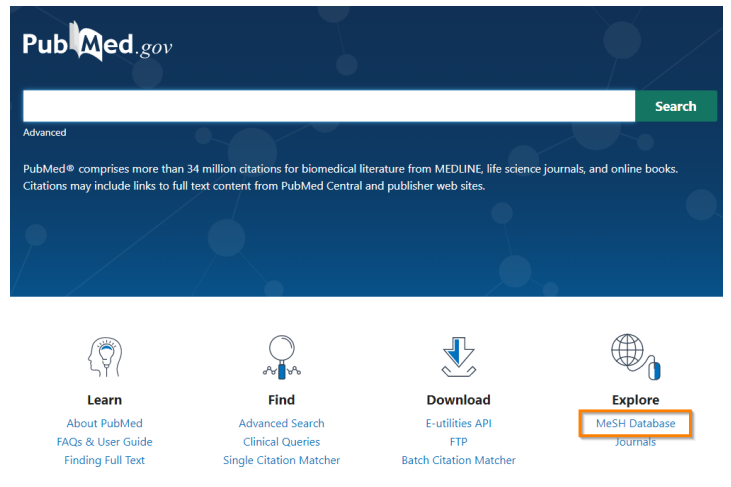 PubMed.gov
Search
Advanced
PubMed® comprises more than 34 million citations for biomedical literature from MEDLINE, life science journals, and online books.
Citations may include links to full text content from PubMed Central and publisher web sites.
Learn
About PubMed
FAQs & User Guide
Finding Full Text
Find
Advanced Search
Clinical Queries
Single Citation Matcher
Download
E-utilities API
FTP
Batch Citation Matcher
Explore
MeSH Database
Journals